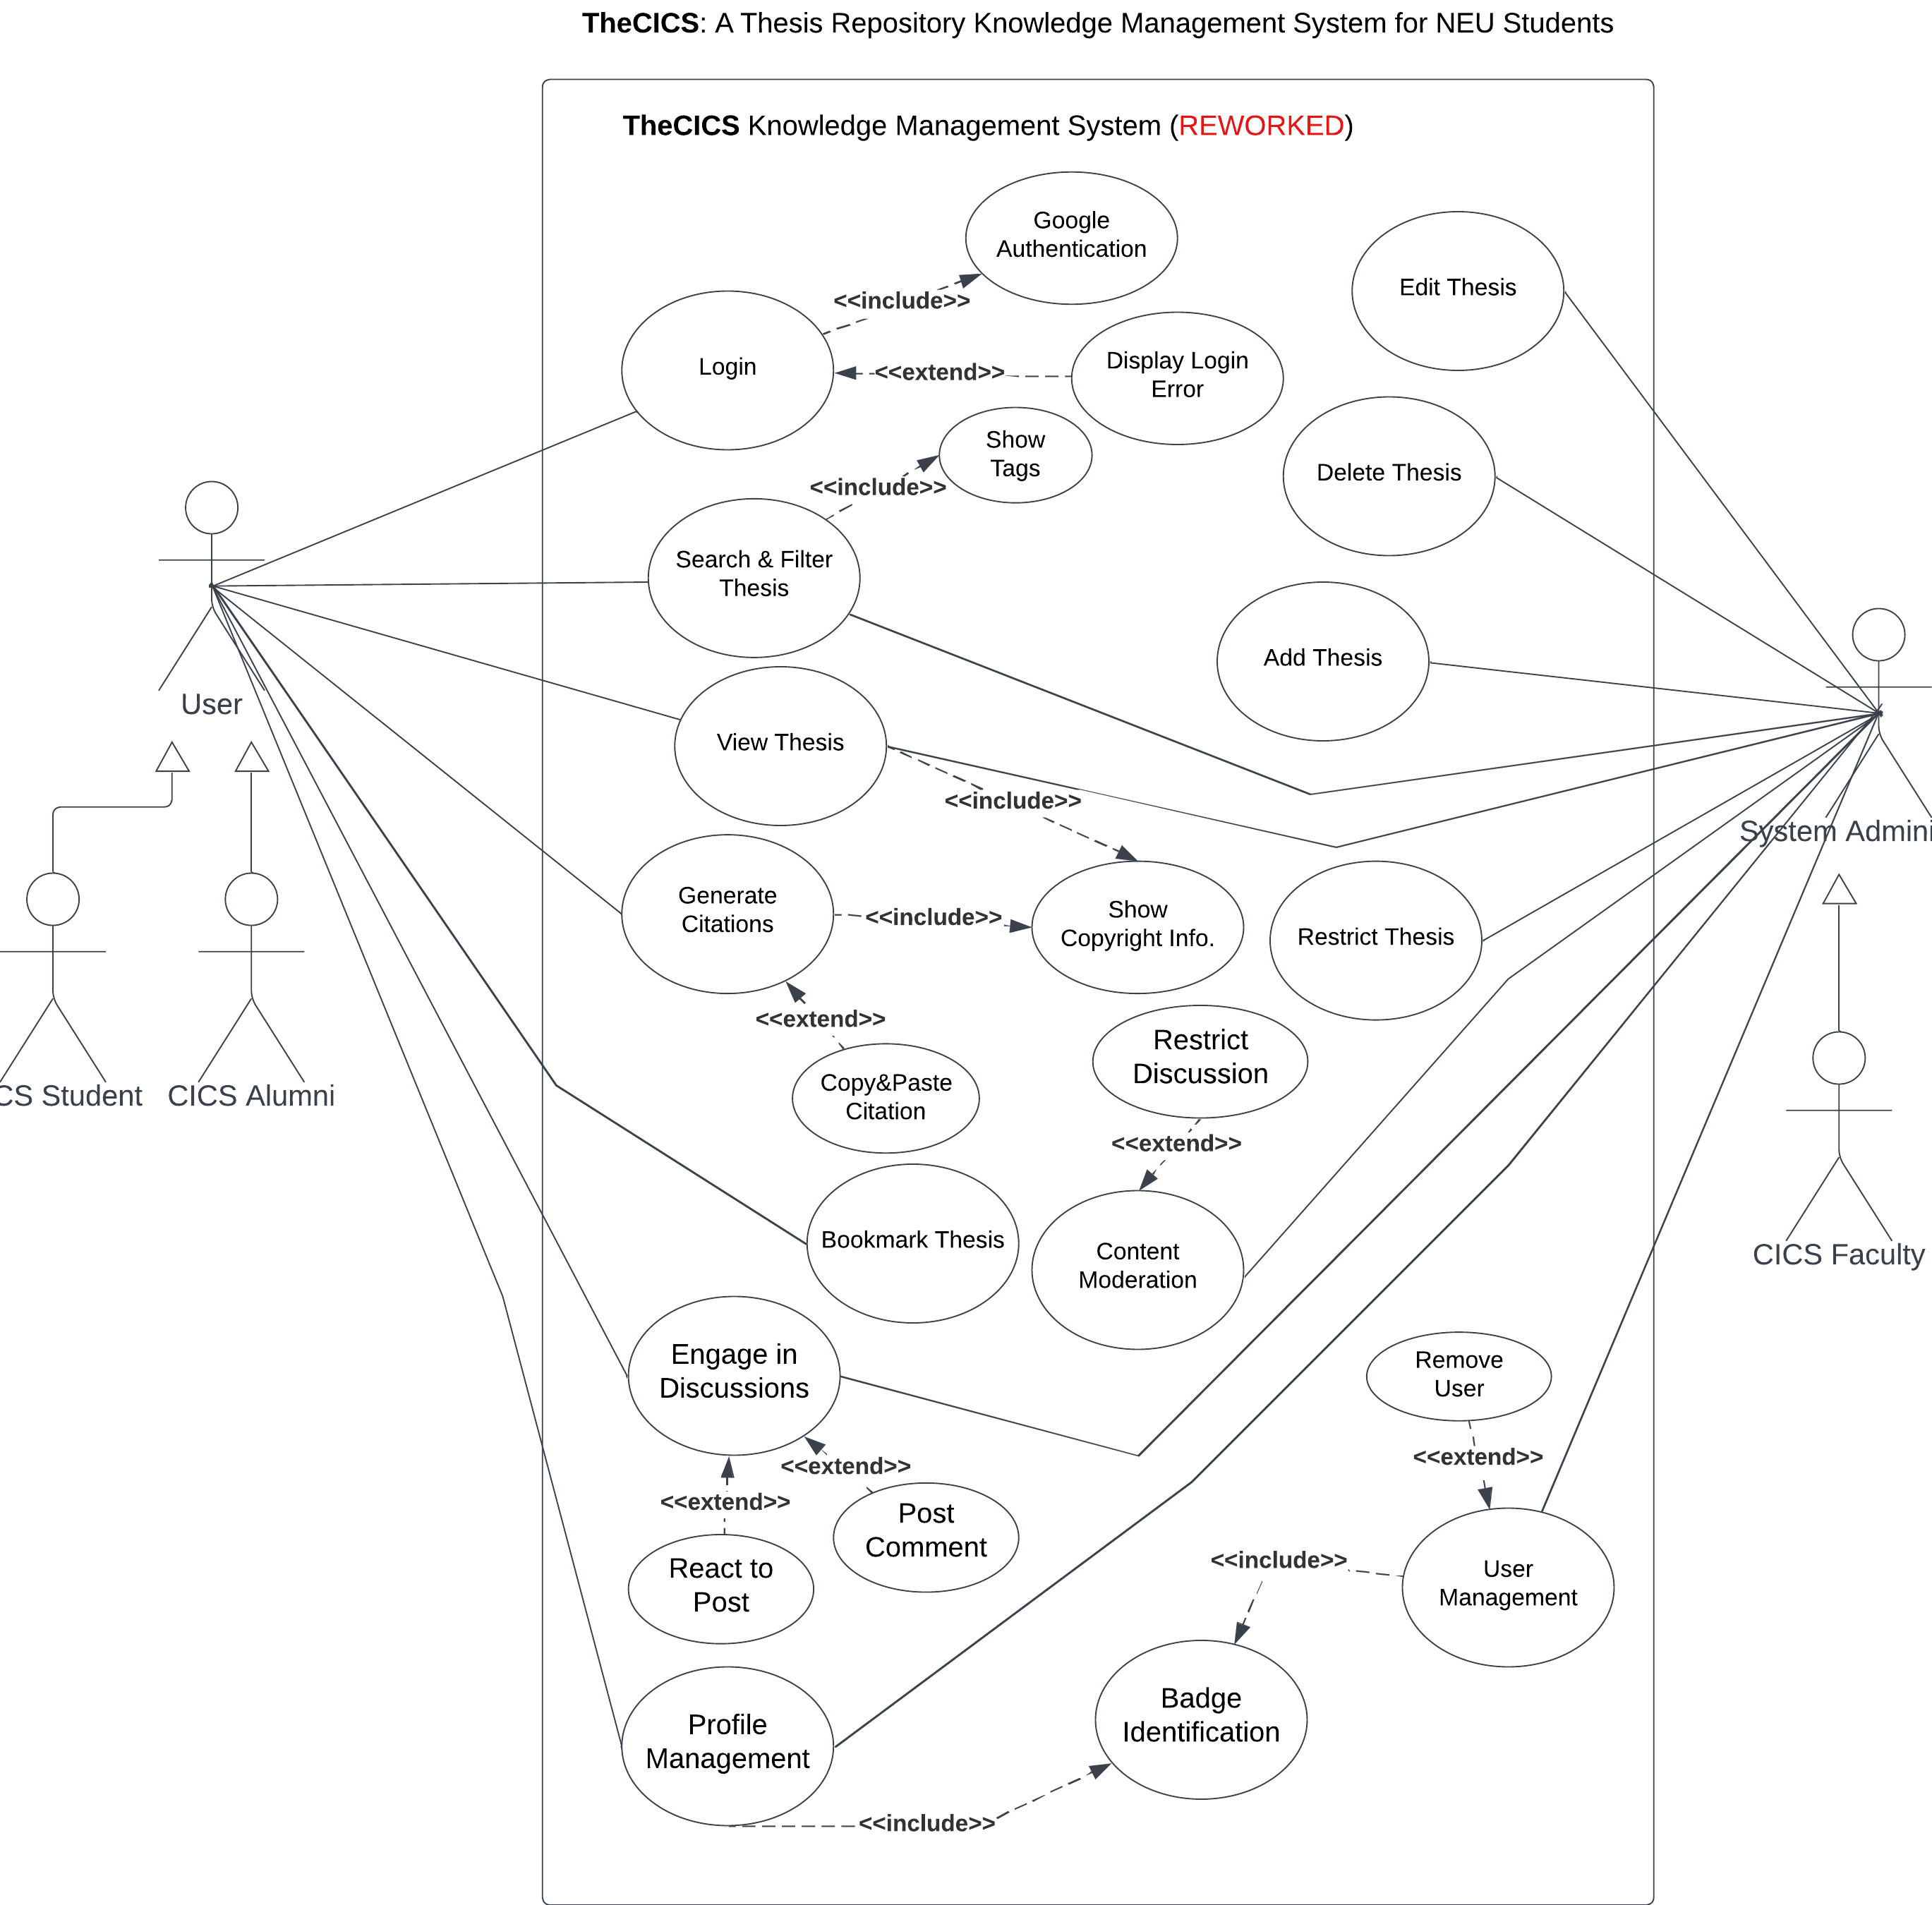 TheCICS: A Thesis Repository Knowledge Management System for NEU Students
TheCICS Knowledge Management System (REWORKED)
Google
Authentication
Edit Thesis
<<include>>
Login
Display Login
Error
<<extend>>
Show
Tags
Delete Thesis
<<include>>
Search & Filter
Thesis
Add Thesis
User
View Thesis
<<include>>
System Admini
Generate
Citations
<<include>>
Show
Copyright Info.
Restrict Thesis
<<extend>>
Restrict
Discussion
CS Student
CICS Alumni
Copy&Paste
Citation
<<extend>>
Bookmark Thesis
Content
Moderation
CICS Faculty
Engage in
Discussions
Remove
User
<<extend>>
<<extend>>
<<extend>>
Post
Comment
React to
Post
<<include>>
User
Management
Profile
Management
Badge
Identification
<<include>>